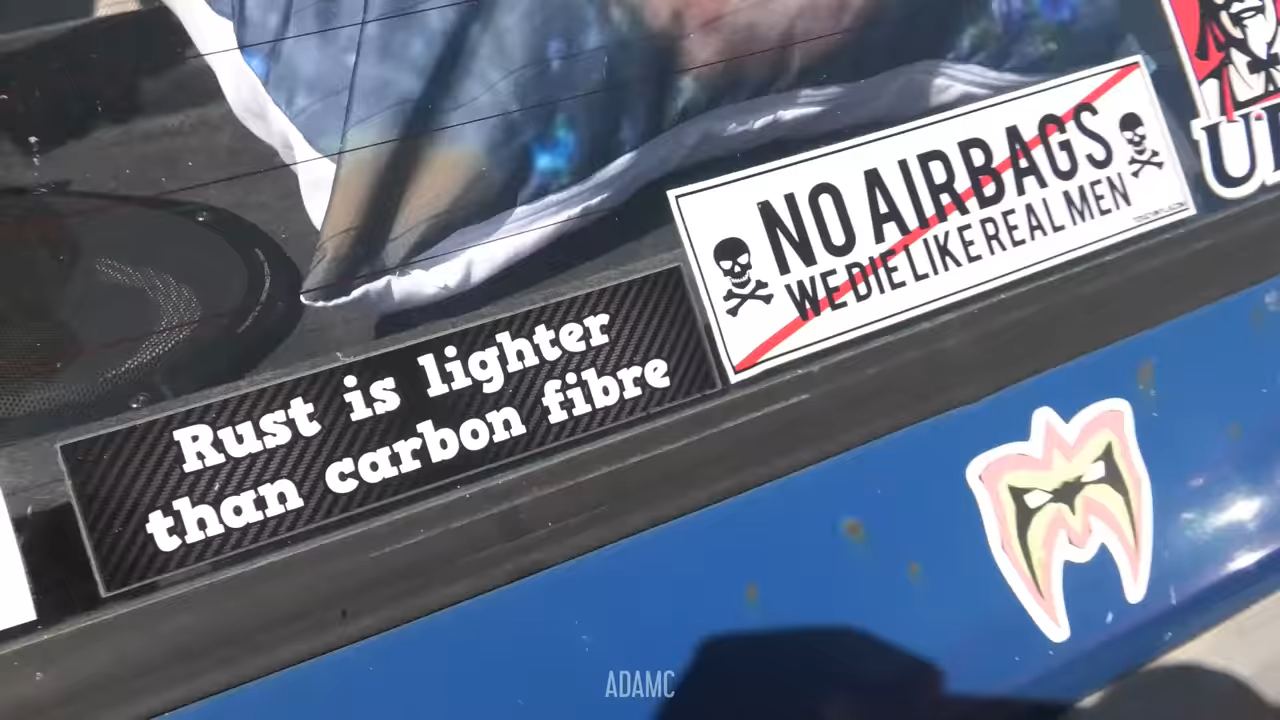 NO AIRBAGS
WE DIE LIKE REAL MEN
Rust is lighter
than carbon fibre
ADAMC